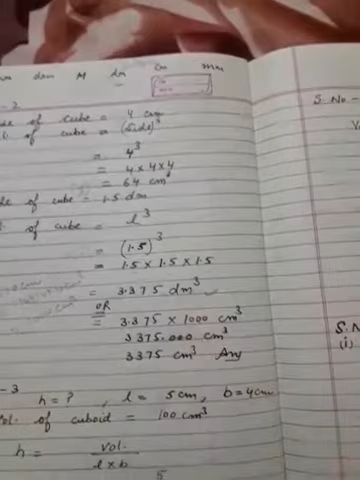 dam M dm cm mm
-2
S. No.-
of cube = 4 cm
of cube = (side)³
= 4³
= 4 x 4 x 4
= 64 cm³
of cube = 1.5 dm
of cube = l³
= (1.5)³
= 1.5 x 1.5 x 1.5
= 3.375 dm³
OR
= 3.375 x 1000 cm³
3375.000 cm³
3375 cm³ Ans
S. N
(i)
-3
h = ? , l = 5 cm, b = 4 cm
Vol. of cuboid = 100 cm³
h = Vol.
l x b
5